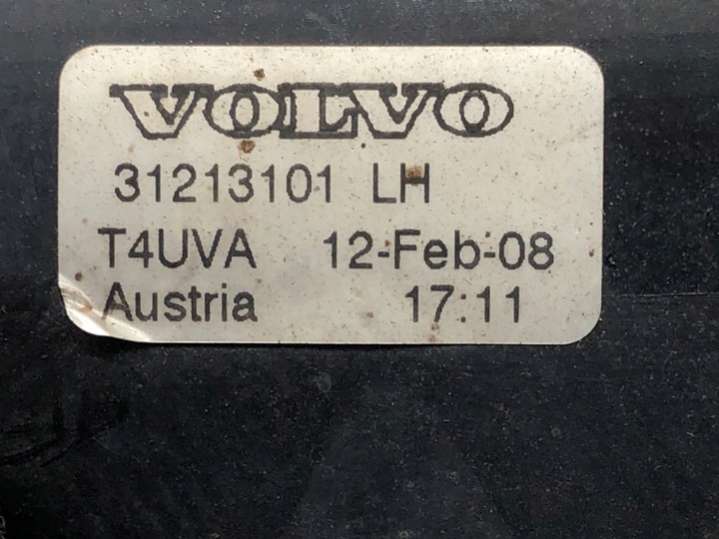 VOLVO
31213101 LH
T4UVA 12-Feb-08
Austria 17:11